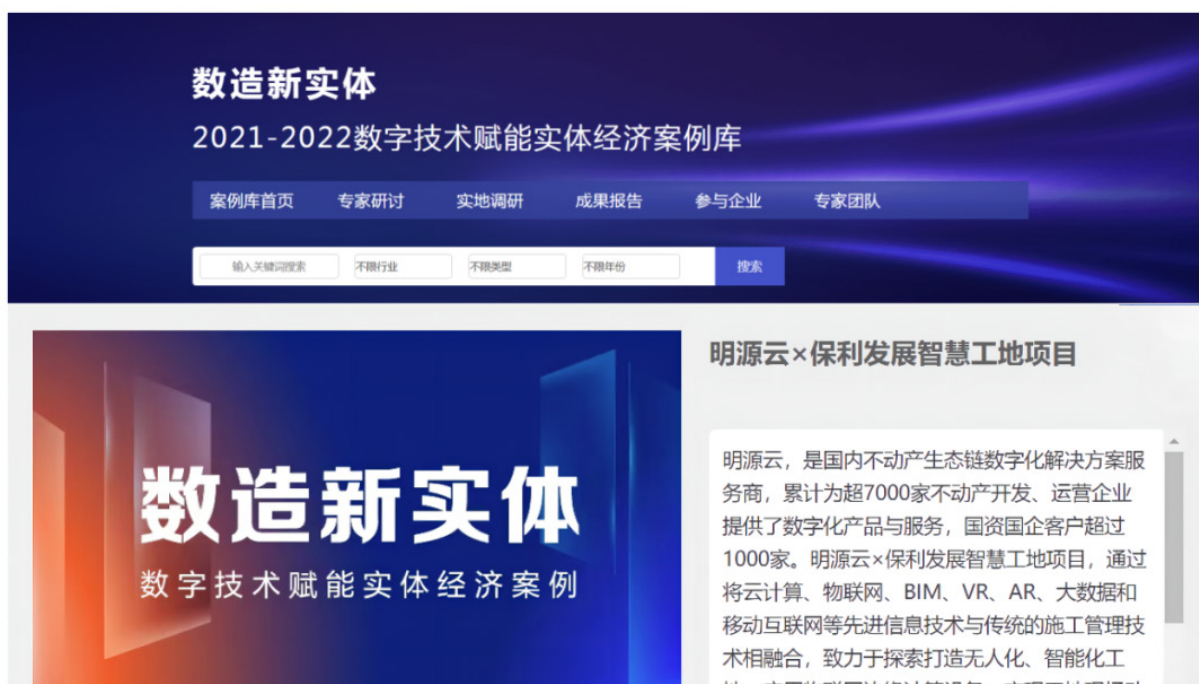 数造新实体
2021-2022数字技术赋能实体经济案例库
案例库首页 专家研讨 实地调研 成果报告 参与企业 专家团队
输入关键词搜索 不限行业 不限类型 不限年份 搜索
数造新实体
数字技术赋能实体经济案例
明源云×保利发展智慧工地项目
明源云，是国内不动产生态链数字化解决方案服
务商，累计为超7000家不动产开发、运营企业
提供了数字化产品与服务，国资国企客户超过
1000家。明源云×保利发展智慧工地项目，通过
将云计算、物联网、BIM、VR、AR、大数据和
移动互联网等先进信息技术与传统的施工管理技
术相融合，致力于探索打造无人化、智能化工